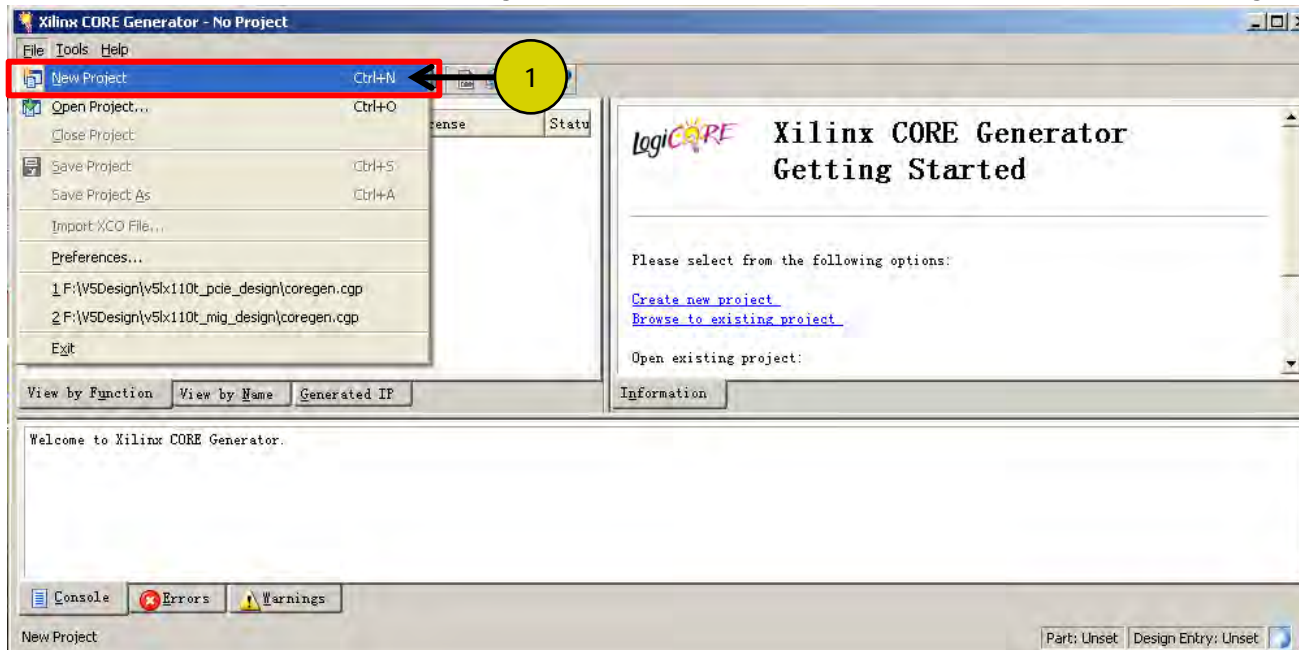 Xilinx CORE Generator - No Project
File Tools Help
New Project Ctrl+N
1
Open Project... Ctrl+O
Close Project
Save Project Ctrl+S
Save Project As Ctrl+A
Import XCO File...
Preferences...
1 F:\V5Design\v5lx110t_pcie_design\coregen.cgp
2 F:\V5Design\v5lx110t_mig_design\coregen.cgp
Exit
ense Statu
View by Function View by Name Generated IP
LogiCORE Xilinx CORE Generator
Getting Started
Please select from the following options:
Create new project
Browse to existing project
Open existing project:
Information
Welcome to Xilinx CORE Generator.
Console Errors Warnings
New Project Part: Unset Design Entry: Unset